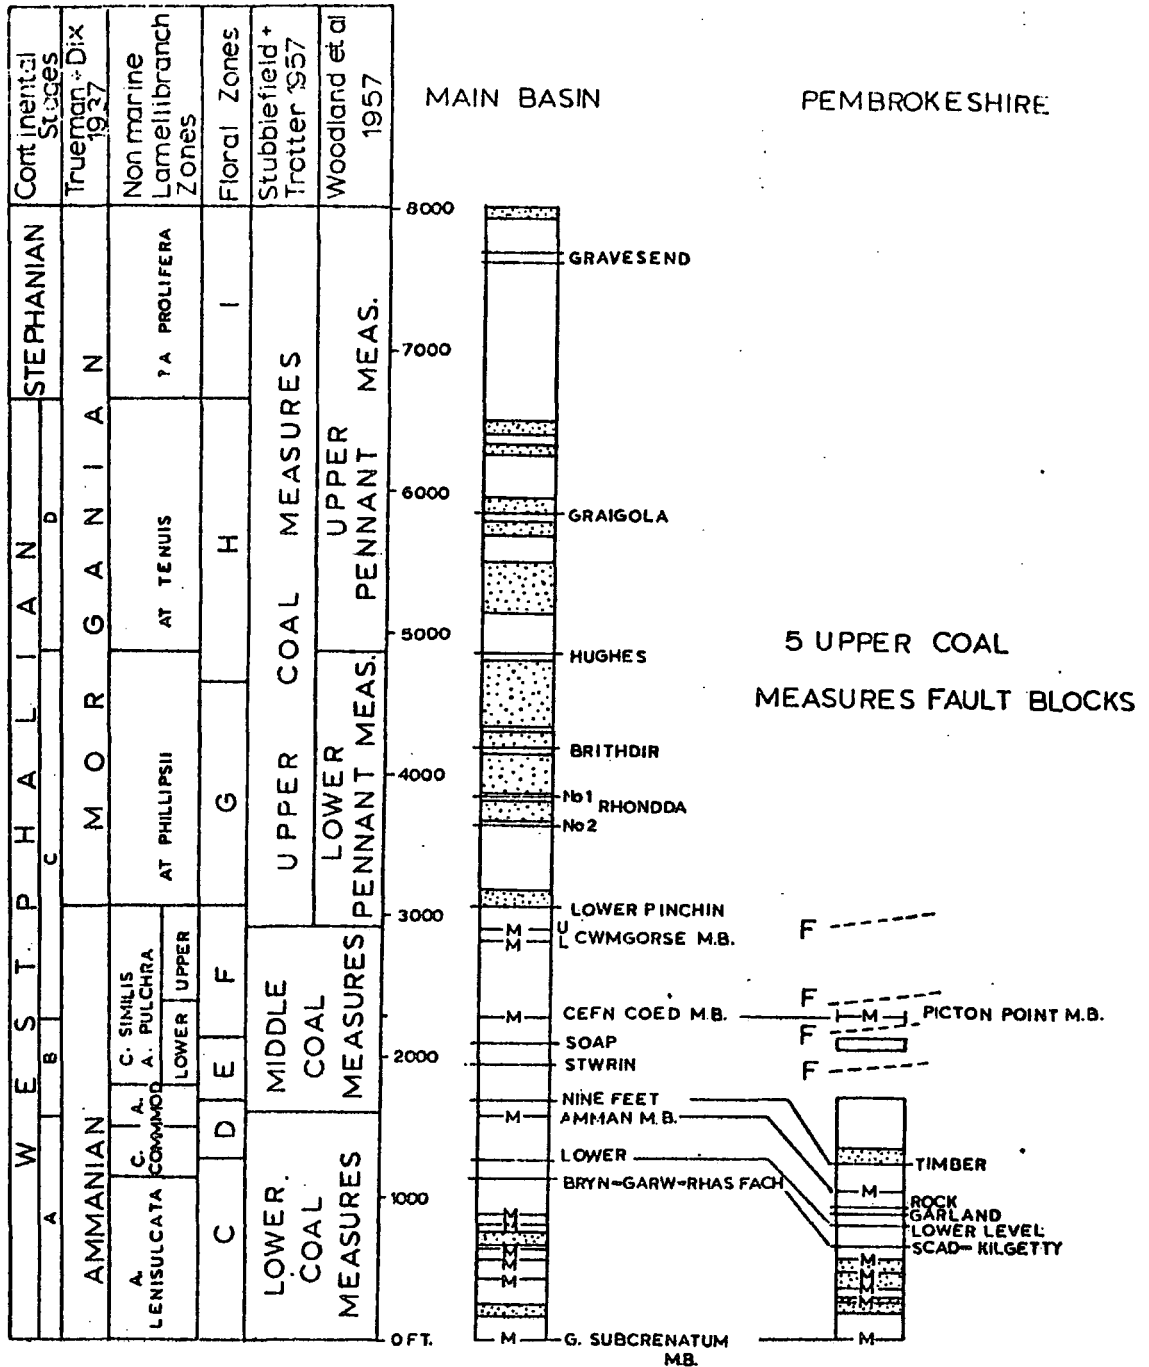 Continental
Stages
Trueman + Dix
1937
Non marine
Lamellibranch
Zones
Floral Zones
Stubblefield +
Trotter 1957
Woodland et al
1957
MAIN BASIN
PEMBROKESHIRE
STEPHANIAN
WESTPHALIAN
D
C
B
A
MORGANIAN
AMMANIAN
? A PROLIFERA
AT TENUIS
AT PHILLIPSII
C. SIMILIS
A. PULCHRA
UPPER
LOWER
A.
C.
COMMOD
A.
LENISULCATA
I
H
G
F
E
D
C
UPPER COAL MEASURES
MIDDLE
COAL
MEASURES
LOWER.
COAL
MEASURES
UPPER
PENNANT MEAS.
LOWER
PENNANT MEAS.
8000
7000
6000
5000
4000
3000
2000
1000
0 FT.
GRAVESEND
GRAIGOLA
HUGHES
BRITHDIR
No1
RHONDDA
No2
LOWER PINCHIN
M U
M L CWMGORSE M.B.
M CEFN COED M.B.
SOAP
STWRIN
NINE FEET
M AMMAN M.B.
LOWER
BRYN-GARW-RHAS FACH
M
M
M
M
M
M G. SUBCRENATUM
M.B.
5 UPPER COAL
MEASURES FAULT BLOCKS
F
F
M PICTON POINT M.B.
F
F
TIMBER
M
ROCK
GARLAND
LOWER LEVEL
SCAD-KILGETTY
M
M
M
M
M